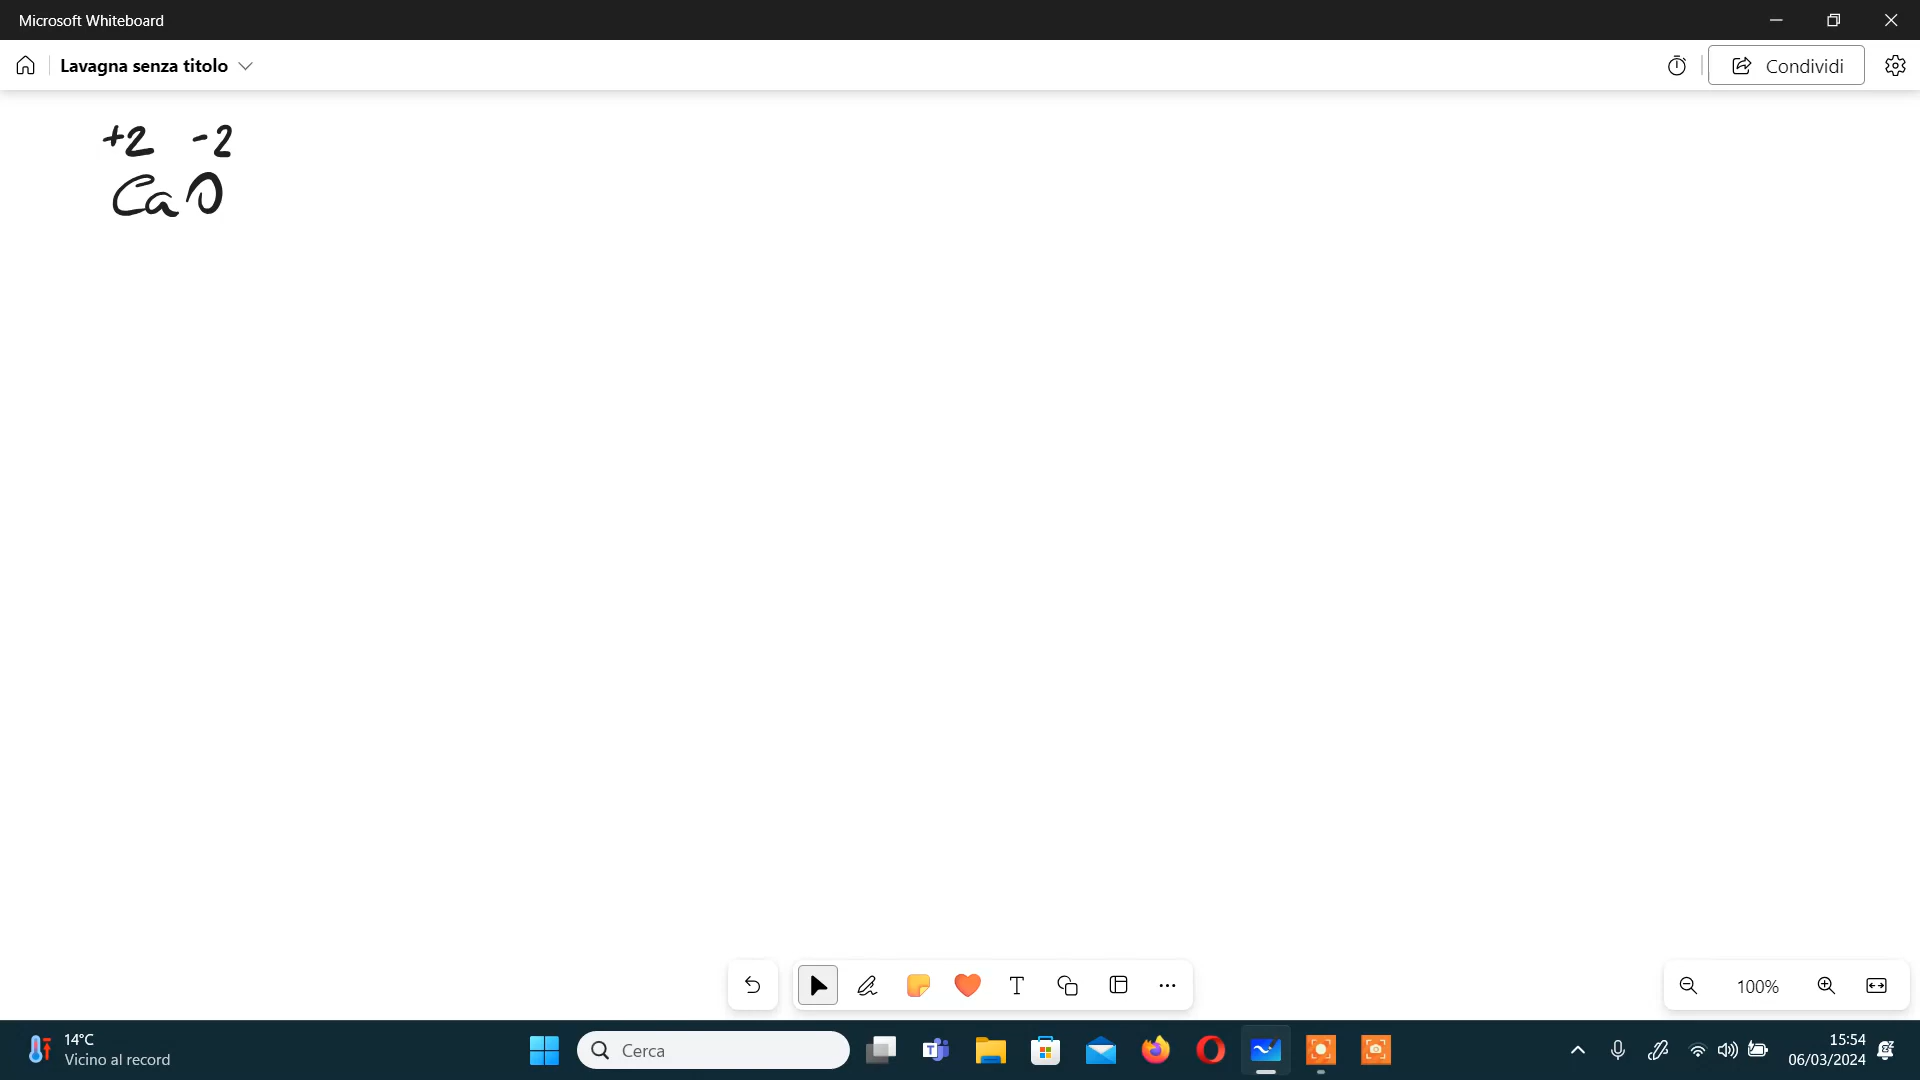 Microsoft Whiteboard
Lavagna senza titolo
Condividi
+2 -2
CaO
T
100%
14°C
Vicino al record
Cerca
15:54
06/03/2024